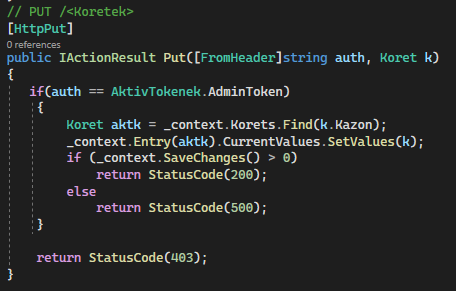 // PUT /<Koretek>
[HttpPut]
0 references
public IActionResult Put([FromHeader]string auth, Koret k)
{
if(auth == AktivTokenek.AdminToken)
{
Koret aktk = _context.Korets.Find(k.Kazon);
_context.Entry(aktk).CurrentValues.SetValues(k);
if (_context.SaveChanges() > 0)
return StatusCode(200);
else
return StatusCode(500);
}
return StatusCode(403);
}